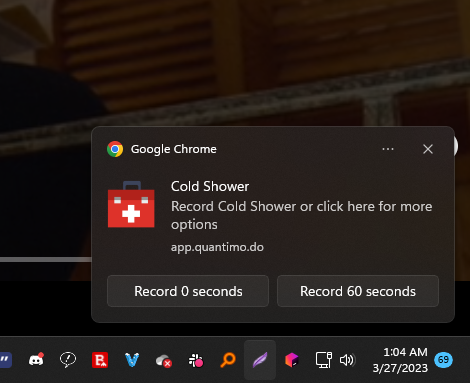 Google Chrome
Cold Shower
Record Cold Shower or click here for more
options
app.quantimo.do
Record 0 seconds
Record 60 seconds
1:04 AM
3/27/2023
69